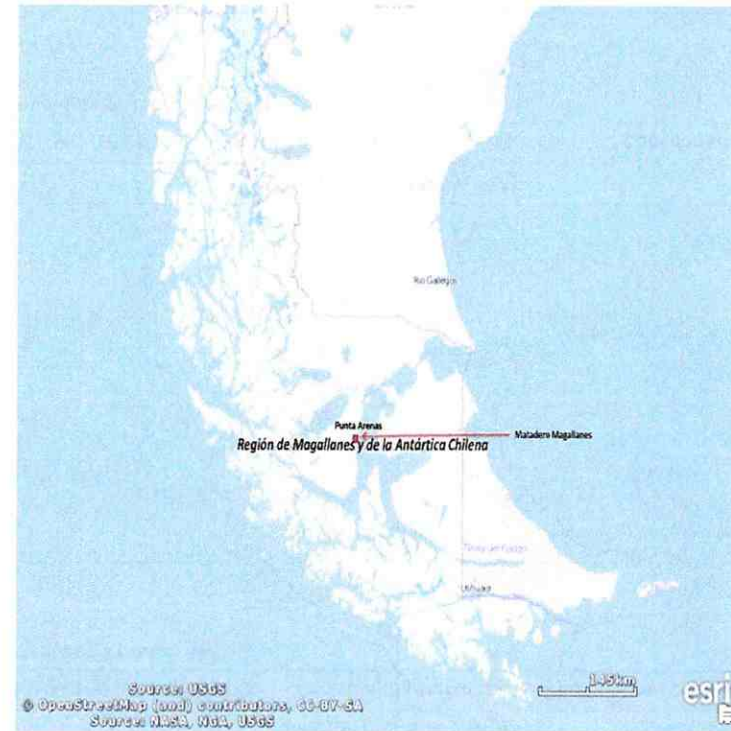 Rio Gallegos
Punta Arenas
Matadero Magallanes
Región de Magallanes y de la Antártica Chilena
Ushuaia
145km
Source: USGS
© OpenStreetMap (and) contributors, CC-BY-SA
Source: NASA, NGA, USGS
esri